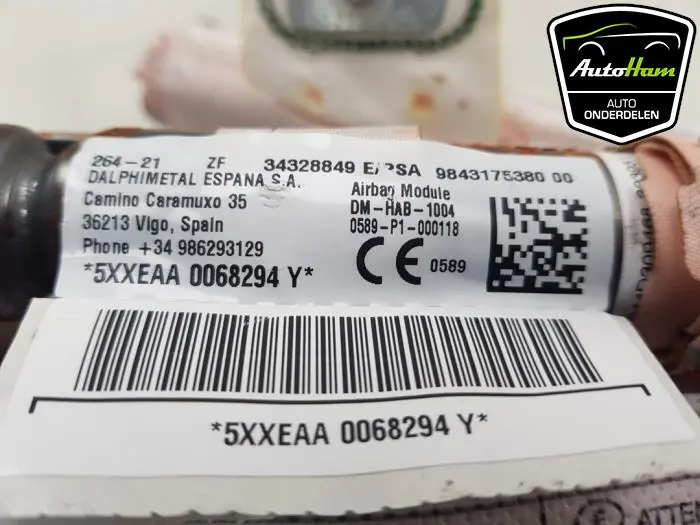 AutoHam
AUTO
ONDERDELEN
264-21 ZF 34328849 E/PSA 9843175380 00
DALPHIMETAL ESPANA S.A.
Camino Caramuxo 35
36213 Vigo, Spain
Phone +34 986293129
Airbag Module
DM-HAB-1004
0589-P1-000118
CE 0589
*5XXEAA 0068294 Y*
*5XXEAA 0068294 Y*
ATTE